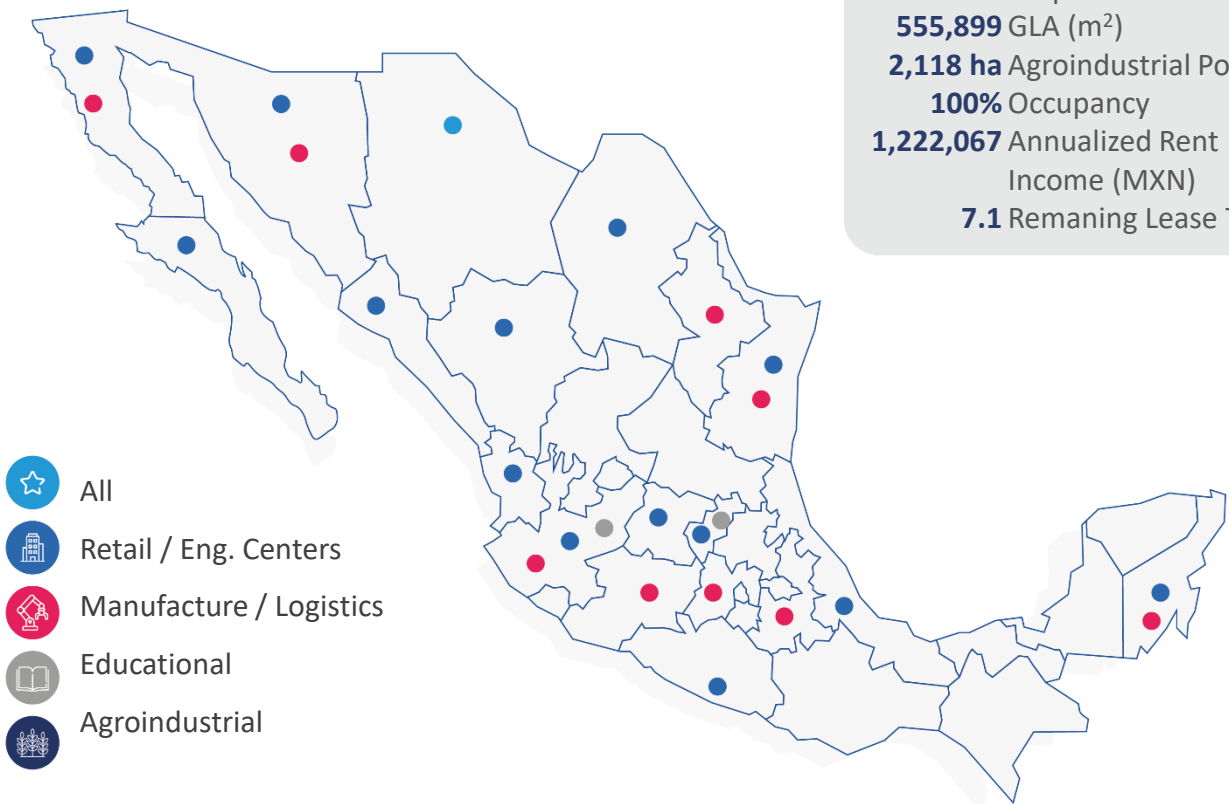 555,899 GLA (m²)
2,118 ha Agroindustrial
100% Occupancy
1,222,067 Annualized Rent
Income (MXN)
7.1 Remaning Lease
All
Retail / Eng. Centers
Manufacture / Logistics
Educational
Agroindustrial